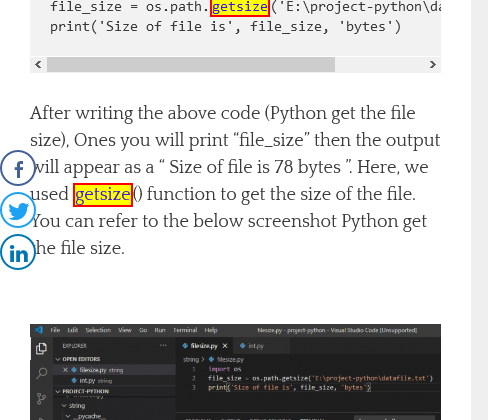 file_size = os.path.getsize('E:\project-python\da
print('Size of file is', file_size, 'bytes')
After writing the above code (Python get the file
size), Ones you will print “file_size” then the output
will appear as a “ Size of file is 78 bytes ”. Here, we
used getsize() function to get the size of the file.
You can refer to the below screenshot Python get
the file size.
File Edit Selection View Go Run Terminal Help filesize.py - project-python - Visual Studio Code [Unsupported]
EXPLORER ... filesize.py X int.py
OPEN EDITORS string > filesize.py
X filesize.py string 1 import os
int.py string 2 file_size = os.path.getsize('E:\project-python\datafile.txt')
PROJECT-PYTHON 3 print('Size of file is', file_size, 'bytes')
string
__pycache__